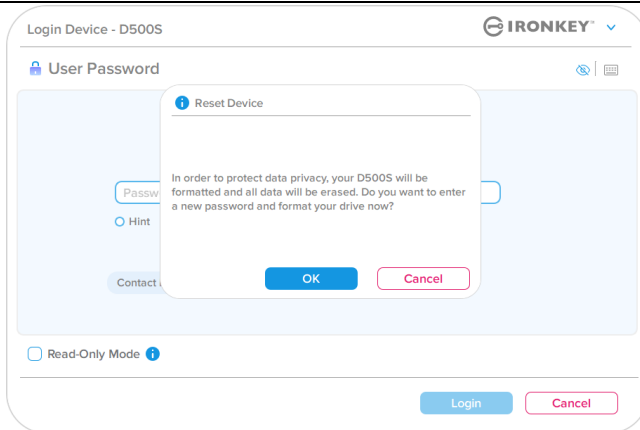 Login Device - D500S
IRONKEY
User Password
Reset Device
In order to protect data privacy, your D500S will be
formatted and all data will be erased. Do you want to enter
a new password and format your drive now?
Passw
Hint
Contact
OK
Cancel
Read-Only Mode
Login
Cancel